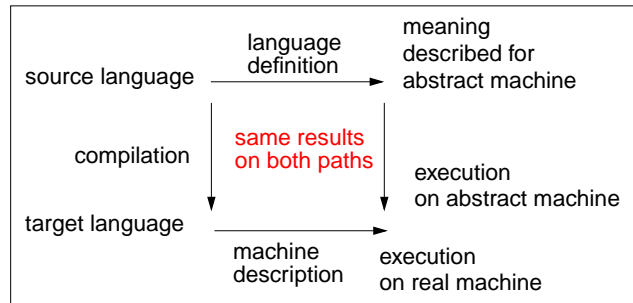 source language
language
definition
meaning
described for
abstract machine
compilation
same results
on both paths
execution
on abstract machine
target language
machine
description
execution
on real machine